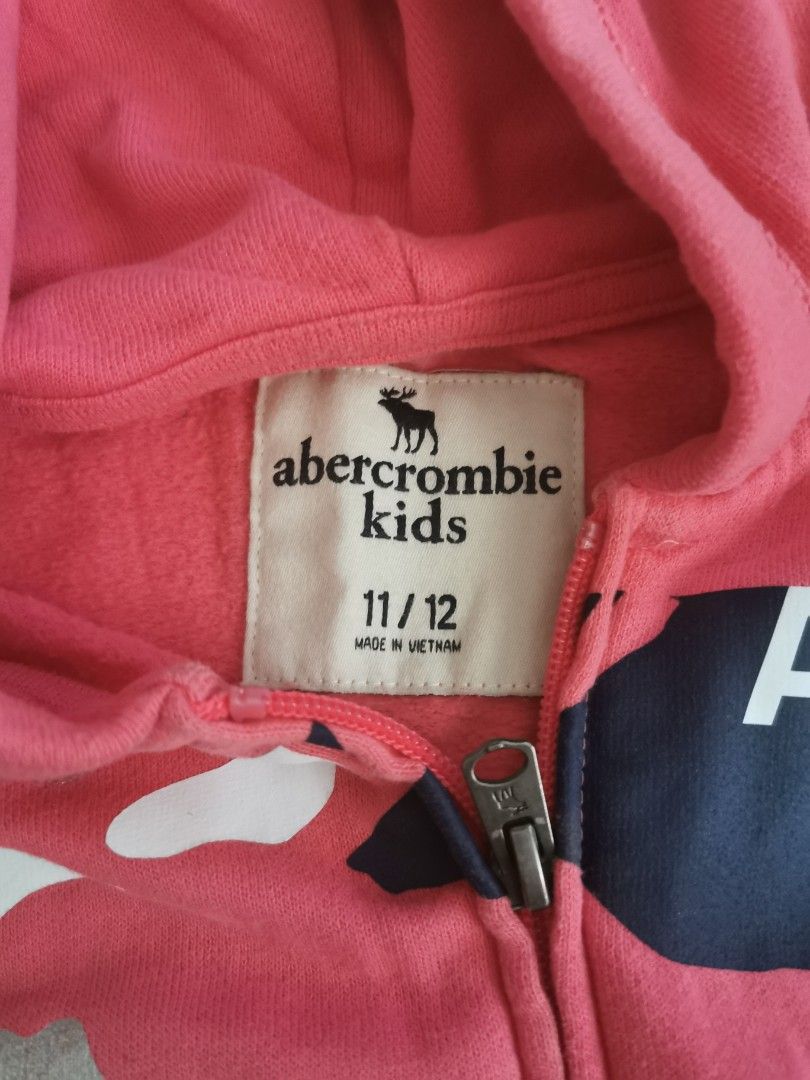 abercrombie
kids
11 / 12
MADE IN VIETNAM